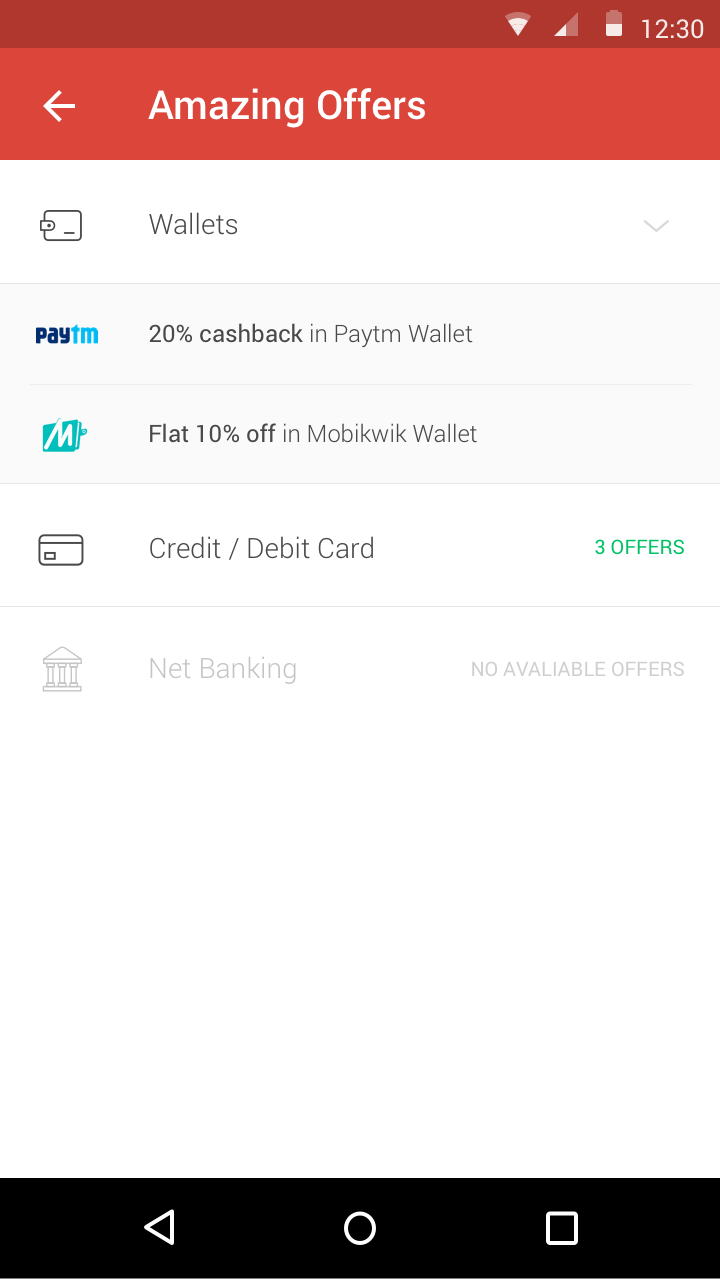 12:30
Amazing Offers
Wallets
paytm
20% cashback in Paytm Wallet
M
Flat 10% off in Mobikwik Wallet
Credit / Debit Card 3 OFFERS
Net Banking NO AVALIABLE OFFERS